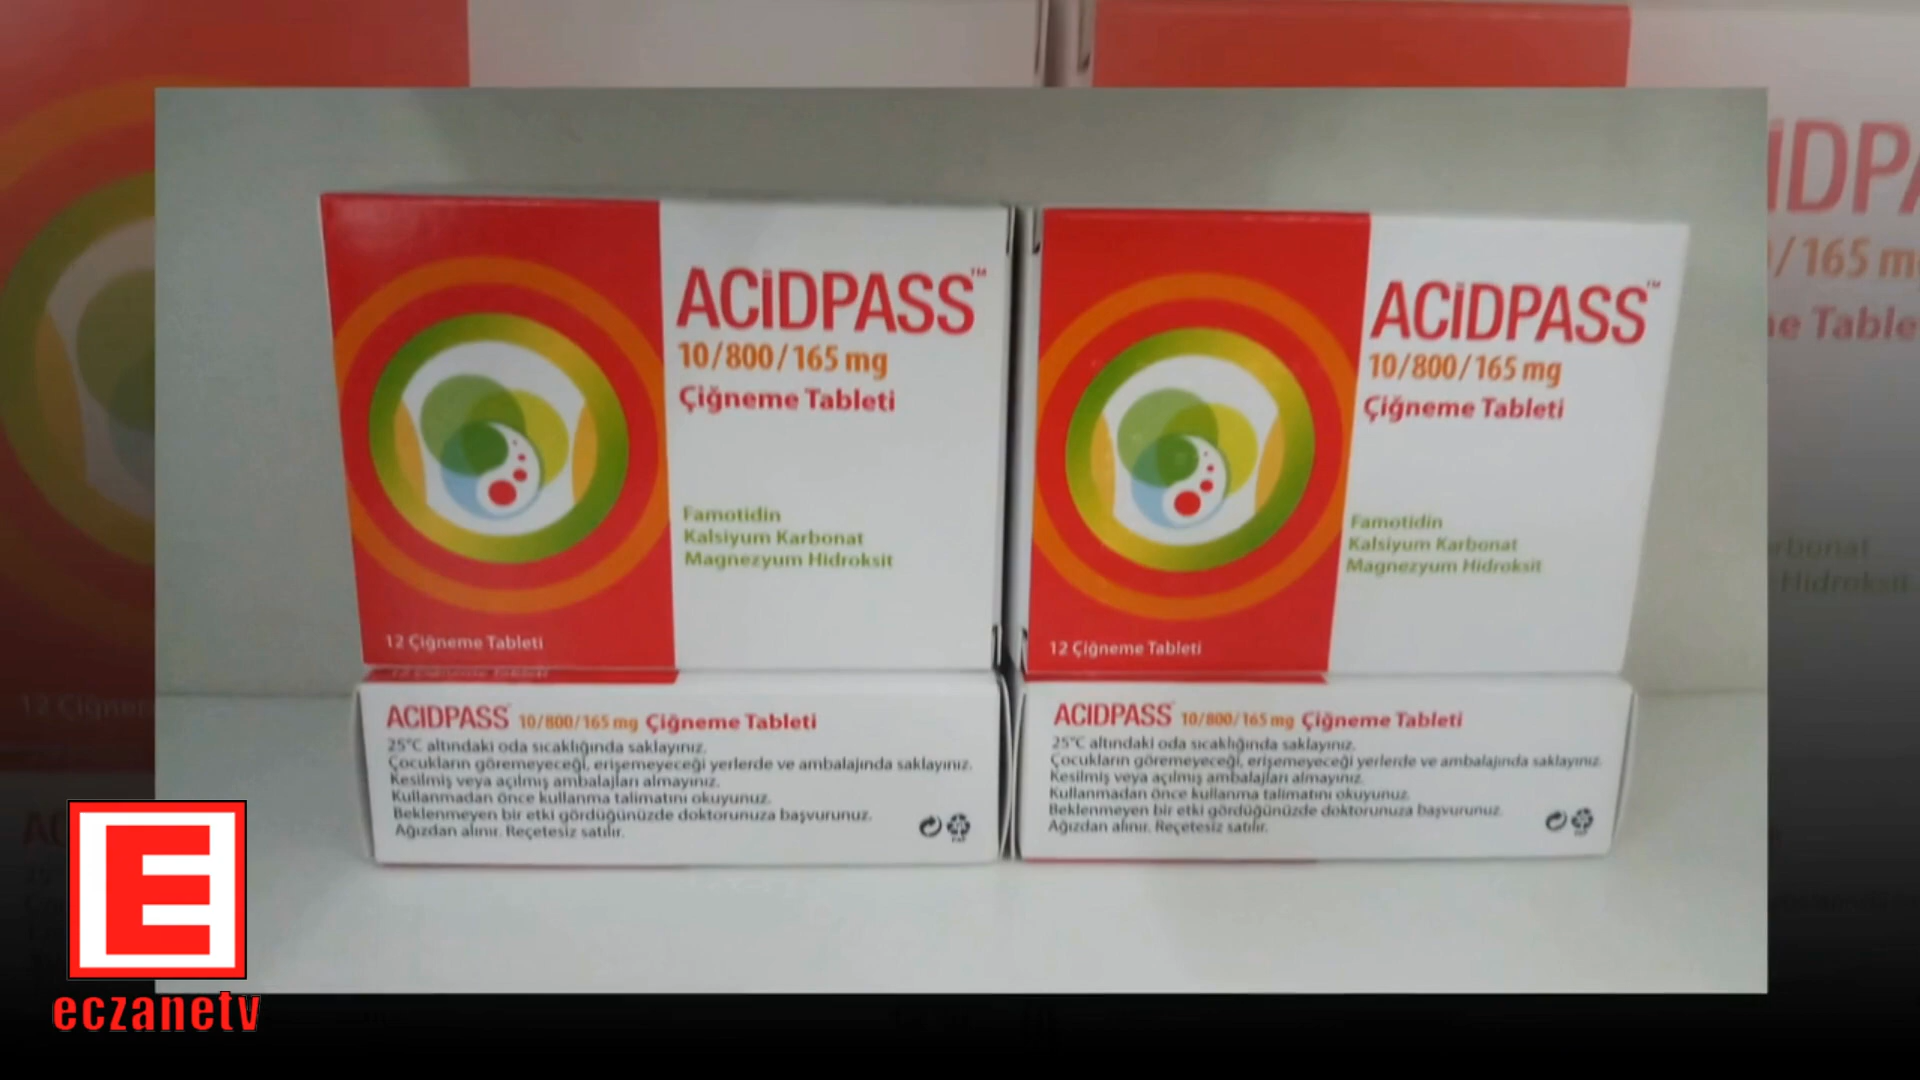 ACiDPASS™
10/800/165 mg
Çiğneme Tableti
Famotidin
Kalsiyum Karbonat
Magnezyum Hidroksit
12 Çiğneme Tableti
ACIDPASS 10/800/165 mg Çiğneme Tableti
25°C altındaki oda sıcaklığında saklayınız.
Çocukların göremeyeceği, erişemeyeceği yerlerde ve ambalajında saklayınız.
Kesilmiş veya açılmış ambalajları almayınız.
Kullanmadan önce kullanma talimatını okuyunuz.
Beklenmeyen bir etki gördüğünüzde doktorunuza başvurunuz.
Ağızdan alınır. Reçetesiz satılır.
ACiDPASS™
10/800/165 mg
Çiğneme Tableti
Famotidin
Kalsiyum Karbonat
Magnezyum Hidroksit
12 Çiğneme Tableti
ACIDPASS 10/800/165 mg Çiğneme Tableti
25°C altındaki oda sıcaklığında saklayınız.
Çocukların göremeyeceği, erişemeyeceği yerlerde ve ambalajında saklayınız.
Kesilmiş veya açılmış ambalajları almayınız.
Kullanmadan önce kullanma talimatını okuyunuz.
Beklenmeyen bir etki gördüğünüzde doktorunuza başvurunuz.
Ağızdan alınır. Reçetesiz satılır.
E
eczanetv